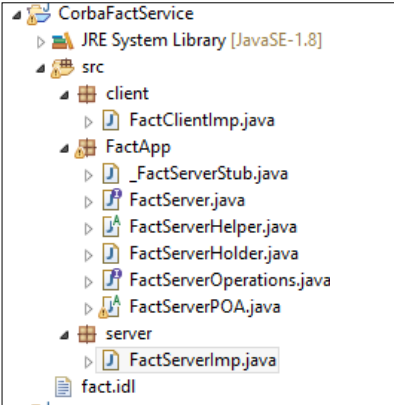 CorbaFactService
JRE System Library [JavaSE-1.8]
src
client
FactClientImp.java
FactApp
_FactServerStub.java
FactServer.java
FactServerHelper.java
FactServerHolder.java
FactServerOperations.java
FactServerPOA.java
server
FactServerImp.java
fact.idl